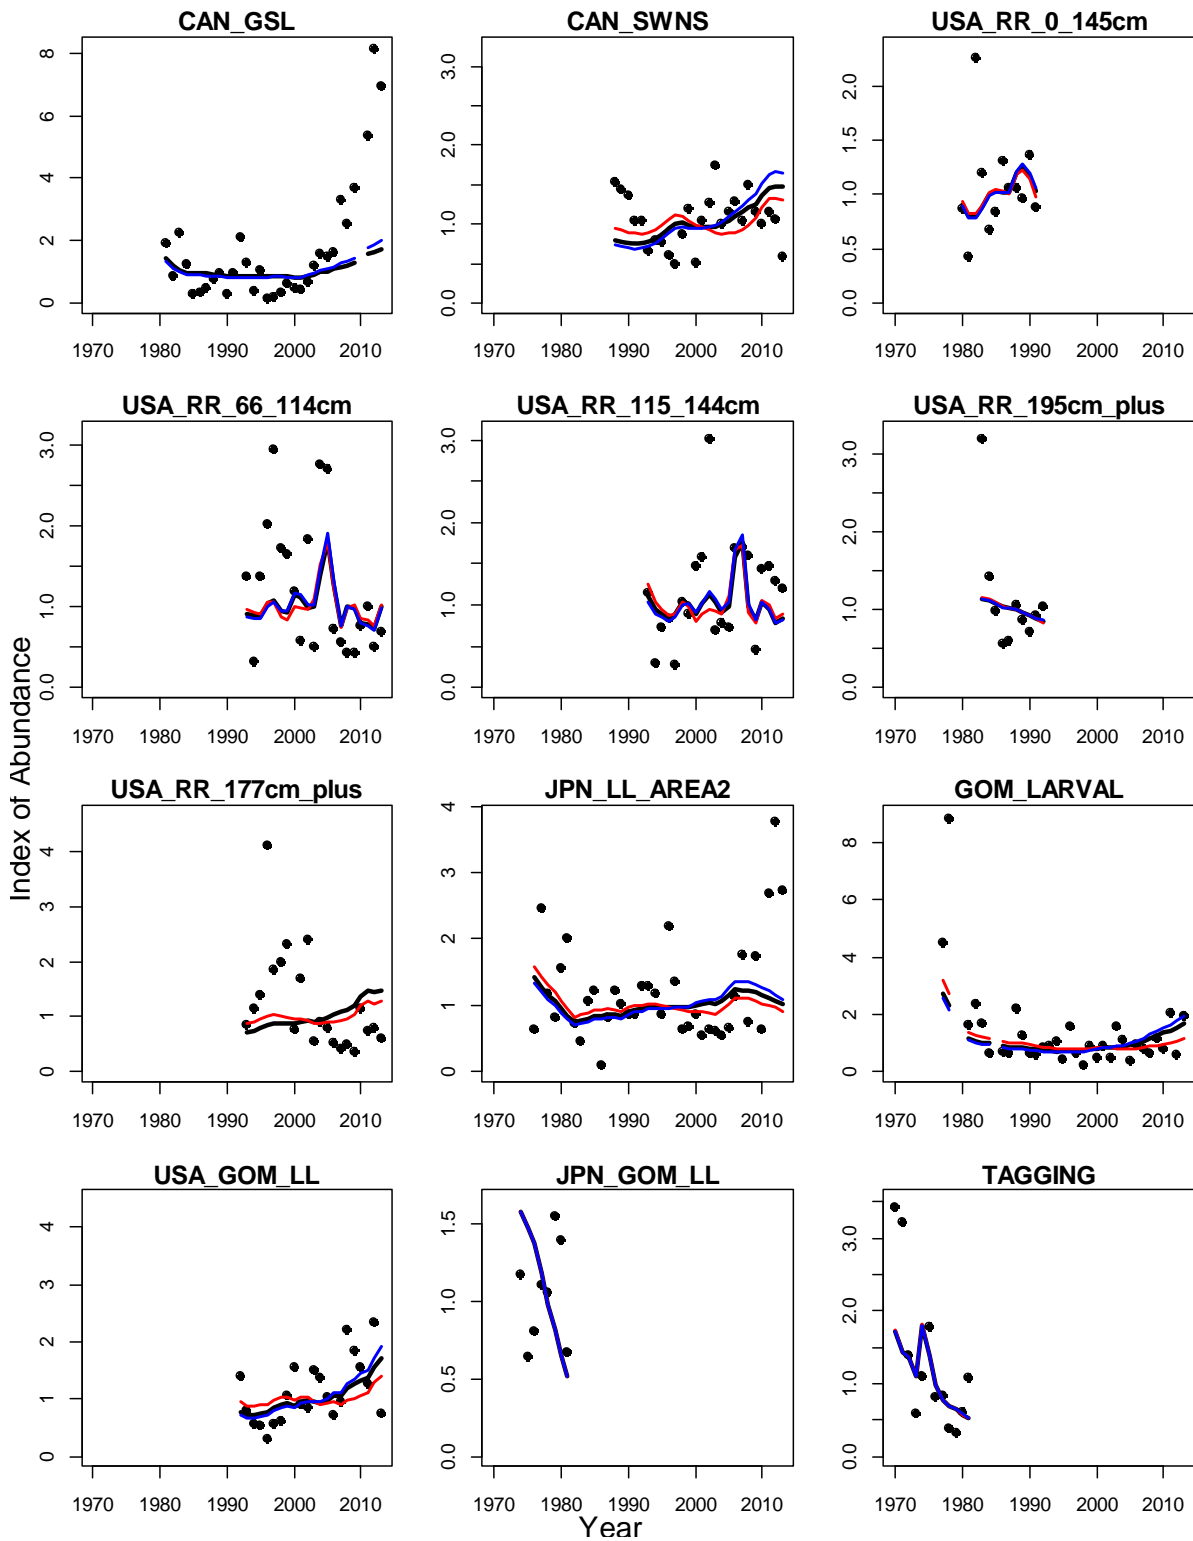 CAN_GSL CAN_SWNS USA_RR_0_145cm
0 2 4 6 8
0.0 1.0 2.0 3.0
0.0 0.5 1.0 1.5 2.0
1970 1980 1990 2000 2010 1970 1980 1990 2000 2010 1970 1980 1990 2000 2010
USA_RR_66_114cm USA_RR_115_144cm USA_RR_195cm_plus
0.0 1.0 2.0 3.0
0.0 1.0 2.0 3.0
0.0 1.0 2.0 3.0
1970 1980 1990 2000 2010 1970 1980 1990 2000 2010 1970 1980 1990 2000 2010
Index of Abundance
USA_RR_177cm_plus JPN_LL_AREA2 GOM_LARVAL
0 1 2 3 4
0 1 2 3 4
0 2 4 6 8
1970 1980 1990 2000 2010 1970 1980 1990 2000 2010 1970 1980 1990 2000 2010
USA_GOM_LL JPN_GOM_LL TAGGING
0 1 2 3 4
0.0 0.5 1.0 1.5
0.0 1.0 2.0 3.0
1970 1980 1990 2000 2010 1970 1980 1990 2000 2010 1970 1980 1990 2000 2010
Year